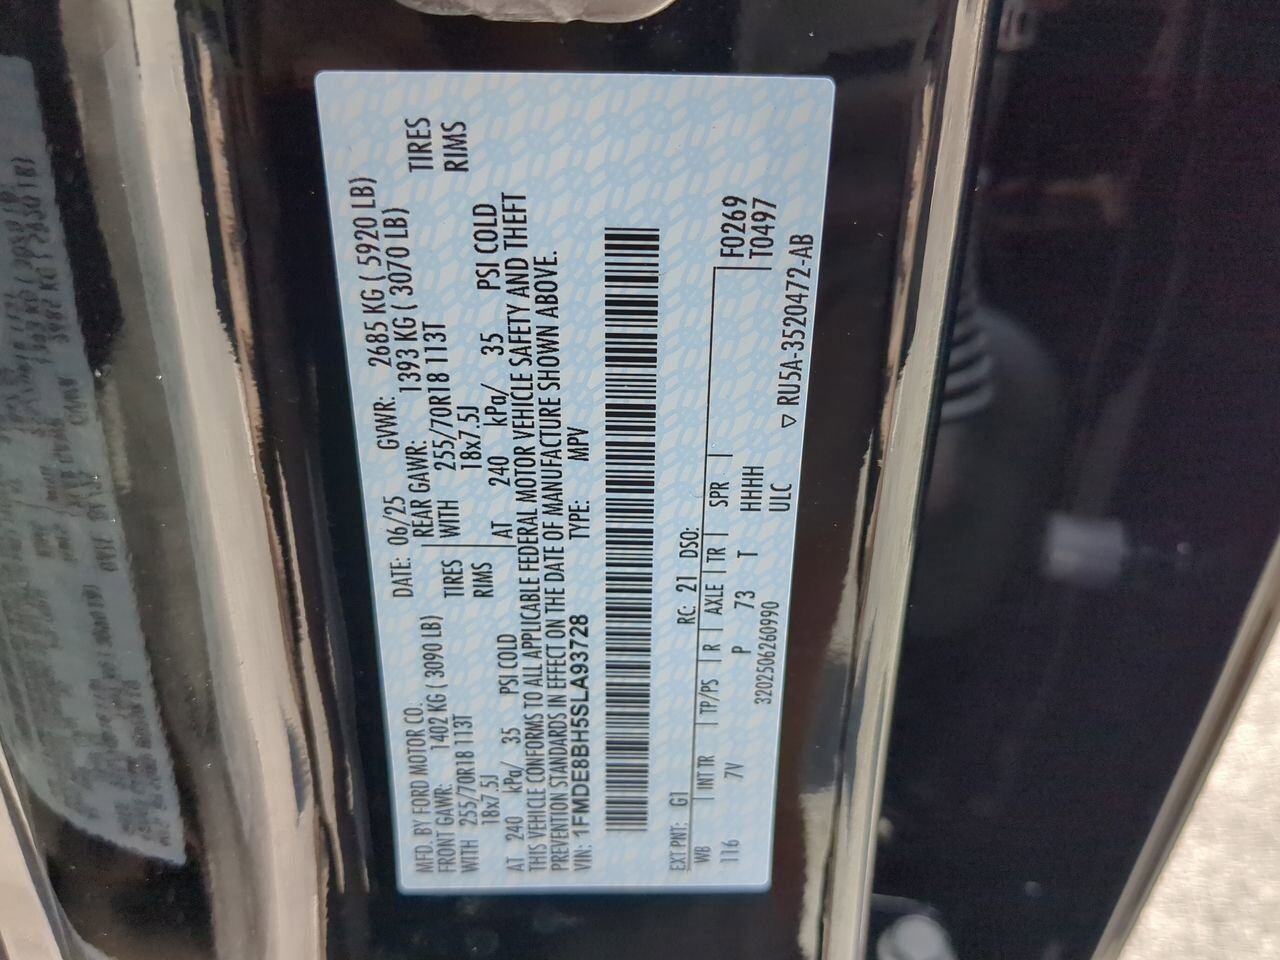 MFD. BY FORD MOTOR CO. DATE: 06/25 GVWR: 2685 KG ( 5920 LB)
FRONT GAWR: 1402 KG ( 3090 LB) REAR GAWR: 1393 KG ( 3070 LB)
WITH 255/70R18 113T TIRES WITH 255/70R18 113T TIRES
18x7.5J RIMS 18x7.5J RIMS
AT 240 kPa/ 35 PSI COLD AT 240 kPa/ 35 PSI COLD
THIS VEHICLE CONFORMS TO ALL APPLICABLE FEDERAL MOTOR VEHICLE SAFETY AND THEFT
PREVENTION STANDARDS IN EFFECT ON THE DATE OF MANUFACTURE SHOWN ABOVE.
VIN: 1FMDE8BH5SLA93728 TYPE: MPV
EXT PNT: G1 RC: 21 DSO: F0269
WB INT TR TP/PS R AXLE TR SPR T0497
116 7V P 73 T HHHH
3202506260990 ULC ▽ RU5A-3520472-AB